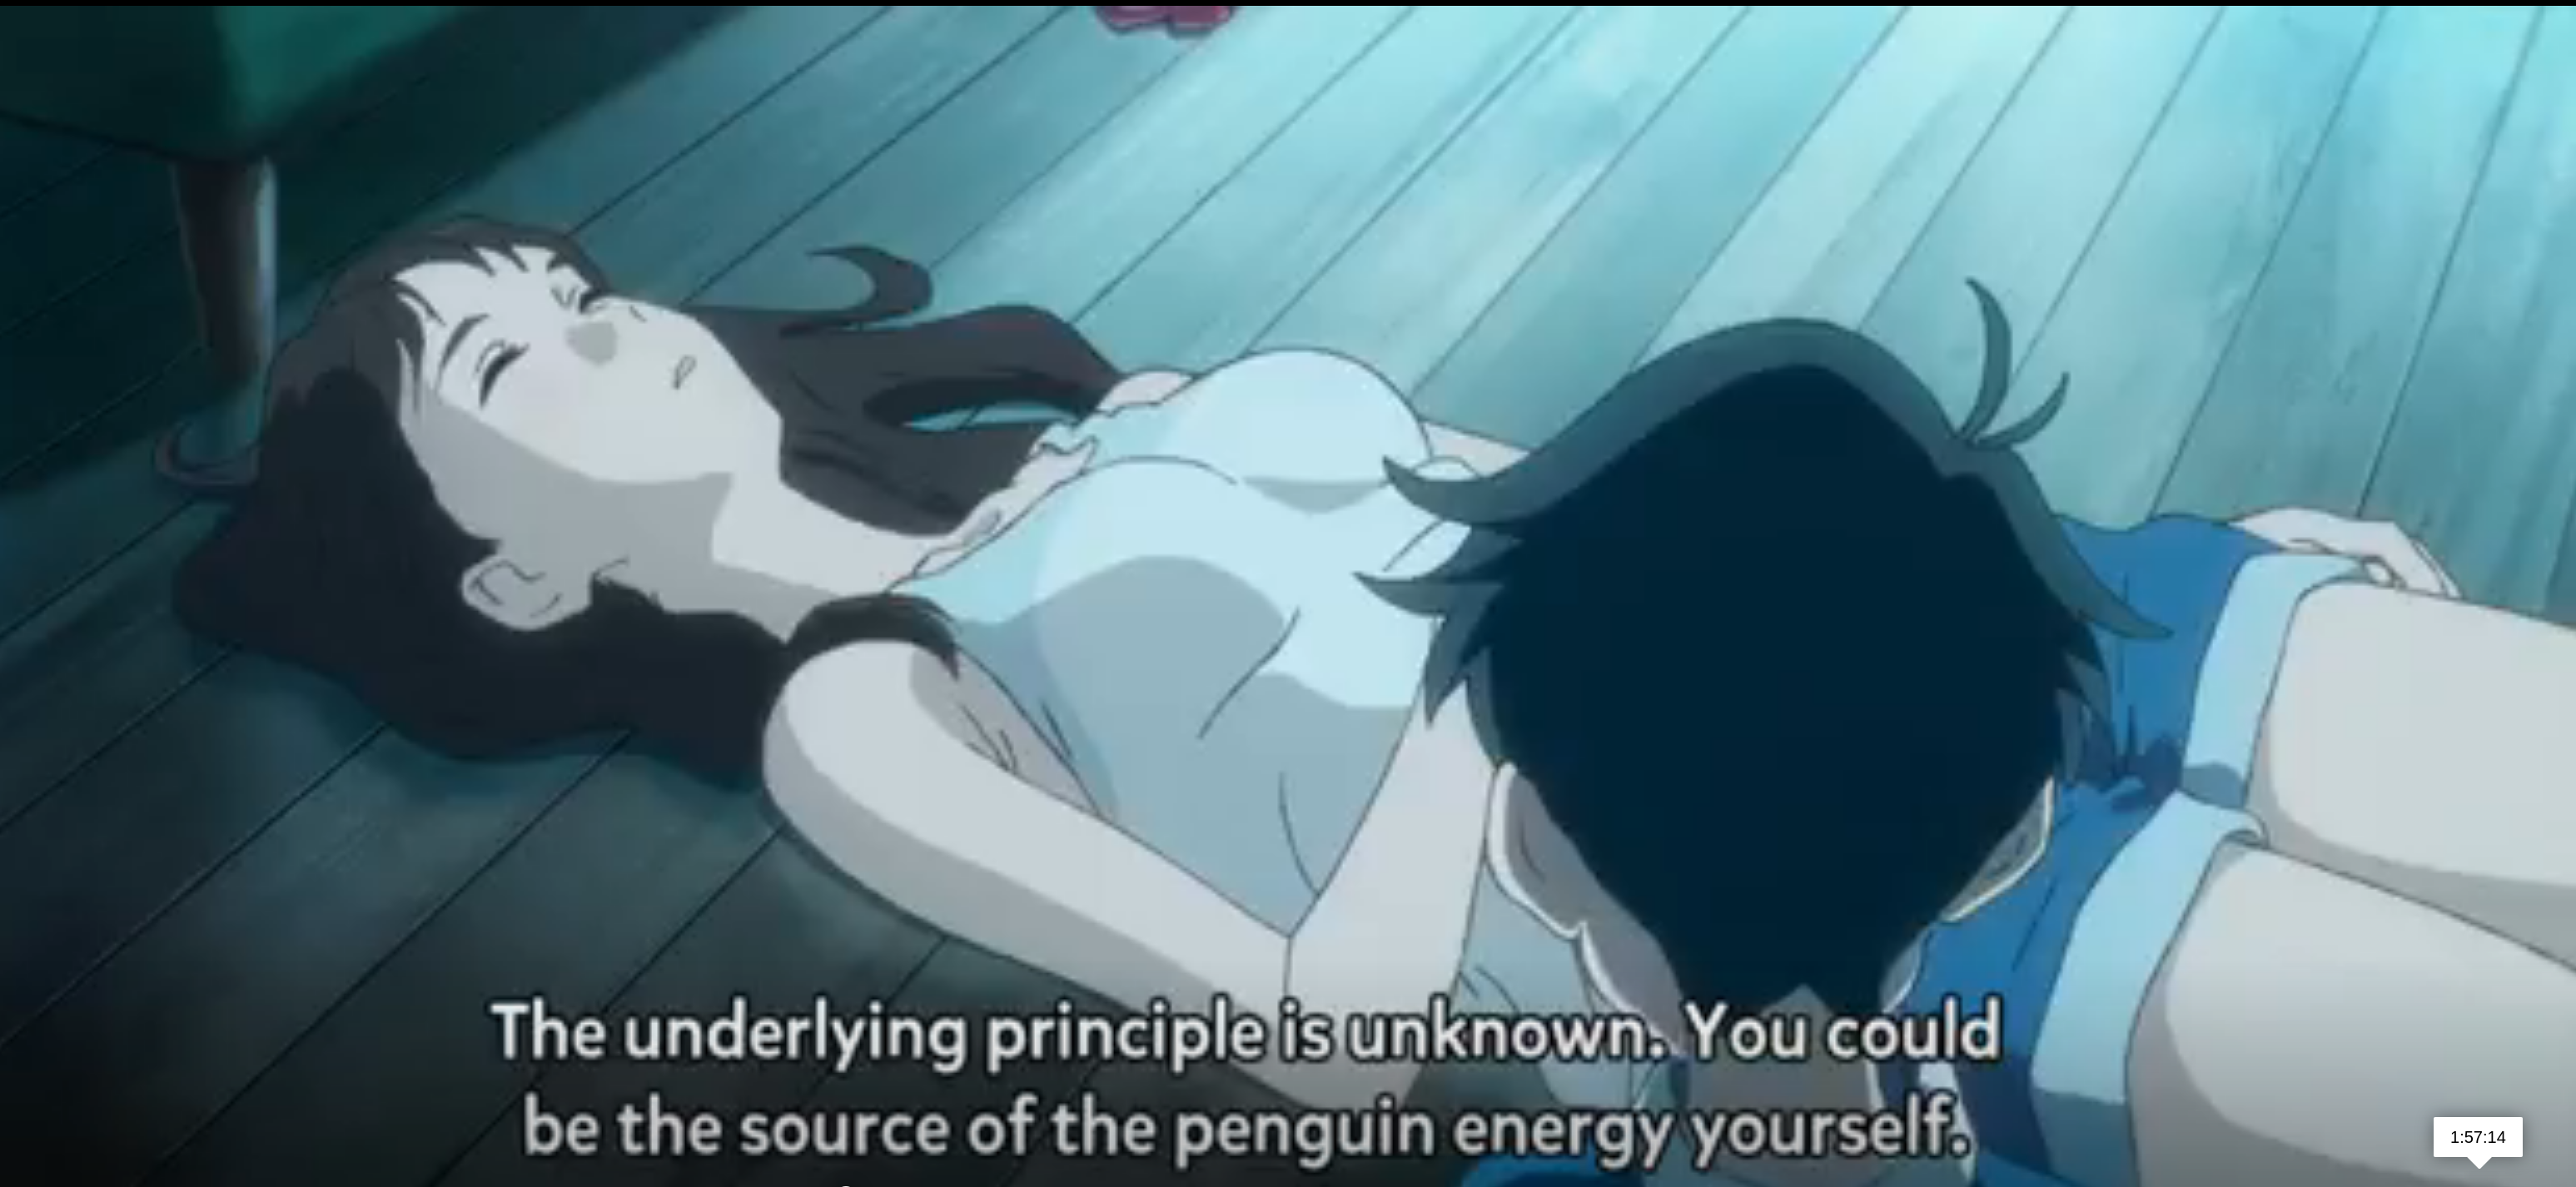 The underlying principle is unknown. You could
be the source of the penguin energy yourself.
1:57:14